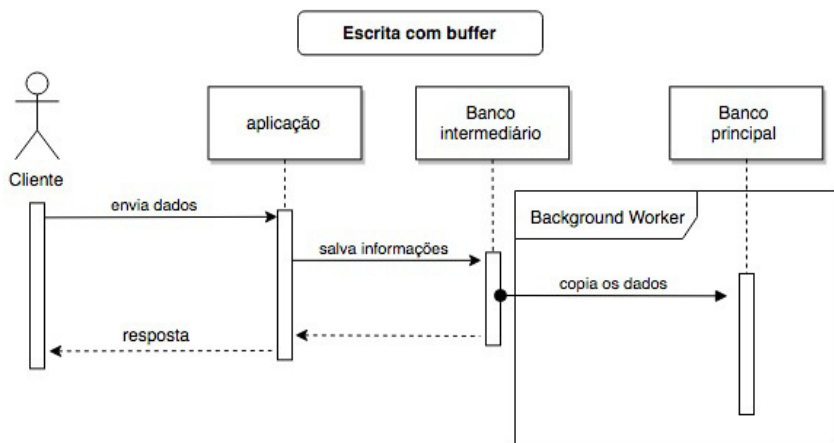 Escrita com buffer
aplicação
Banco
intermediário
Banco
principal
Cliente
envia dados
Background Worker
salva informações
copia os dados
resposta